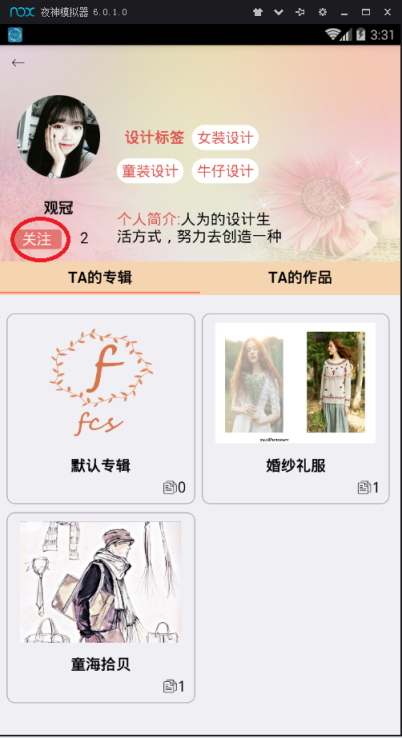 nox 夜神模拟器 6.0.1.0
3:31
设计标签 女装设计
童装设计 牛仔设计
观冠
关注 2
个人简介:人为的设计生
活方式，努力去创造一种
TA的专辑 TA的作品
f
fcs
默认专辑
0
婚纱礼服
1
童海拾贝
1